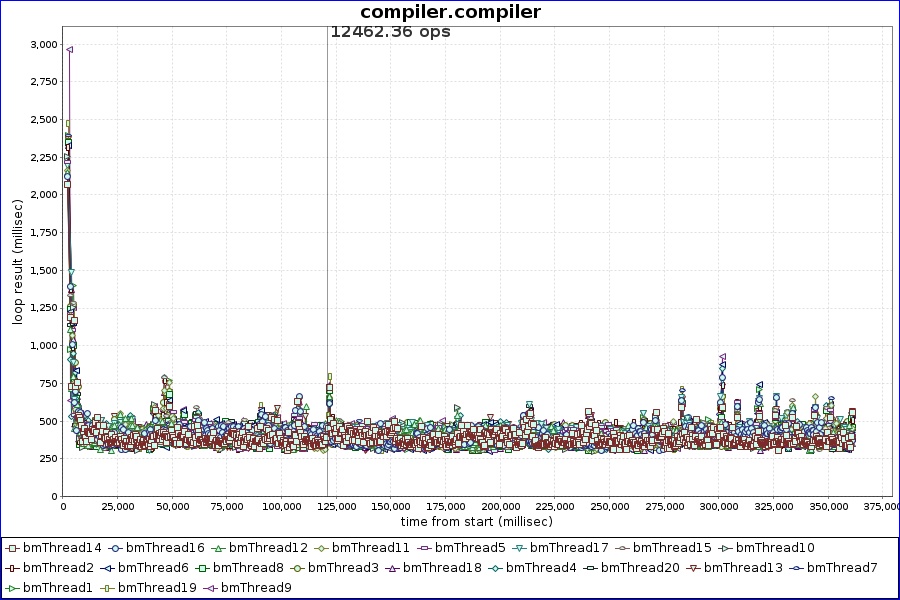 compiler.compiler
12462.36 ops
3,000
2,750
2,500
2,250
2,000
1,750
1,500
1,250
1,000
750
500
250
0
loop result (millisec)
0 25,000 50,000 75,000 100,000 125,000 150,000 175,000 200,000 225,000 250,000 275,000 300,000 325,000 350,000 375,000
time from start (millisec)
bmThread14 bmThread16 bmThread12 bmThread11 bmThread5 bmThread17 bmThread15 bmThread10
bmThread2 bmThread6 bmThread8 bmThread3 bmThread18 bmThread4 bmThread20 bmThread13 bmThread7
bmThread1 bmThread19 bmThread9